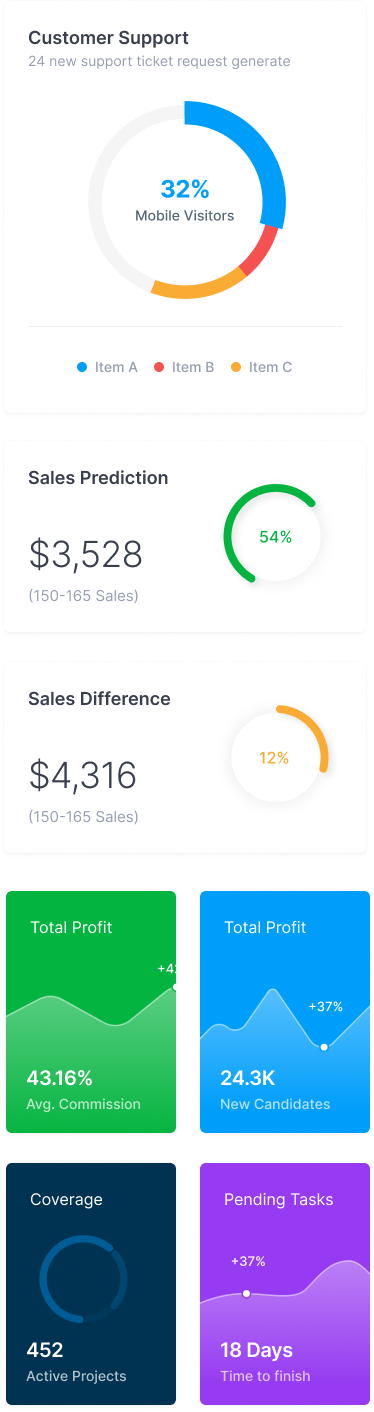 Customer Support
24 new support ticket request generate
32%
Mobile Visitors
Item A
Item B
Item C
Sales Prediction
$3,528
54%
(150-165 Sales)
Sales Difference
$4,316
12%
(150-165 Sales)
Total Profit
43.16%
Avg. Commission
Total Profit
+37%
24.3K
New Candidates
Coverage
452
Active Projects
Pending Tasks
+37%
18 Days
Time to finish